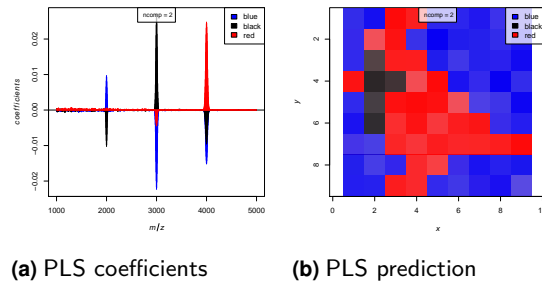 ncomp = 2
blue
black
red
0.02
0.01
0.00
−0.01
−0.02
coefficients
1000
2000
3000
4000
5000
m/z
ncomp = 2
blue
black
red
2
4
6
8
y
0
2
4
6
8
10
x
(a) PLS coefficients
(b) PLS prediction